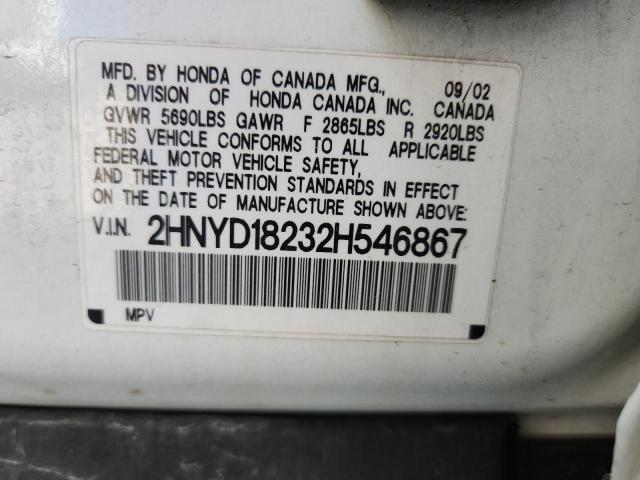 MFD. BY HONDA OF CANADA MFG., 09/02
A DIVISION OF HONDA CANADA INC. CANADA
GVWR 5690LBS GAWR F 2865LBS R 2920LBS
THIS VEHICLE CONFORMS TO ALL APPLICABLE
FEDERAL MOTOR VEHICLE SAFETY,
AND THEFT PREVENTION STANDARDS IN EFFECT
ON THE DATE OF MANUFACTURE SHOWN ABOVE:
V.I.N. 2HNYD18232H546867
MPV